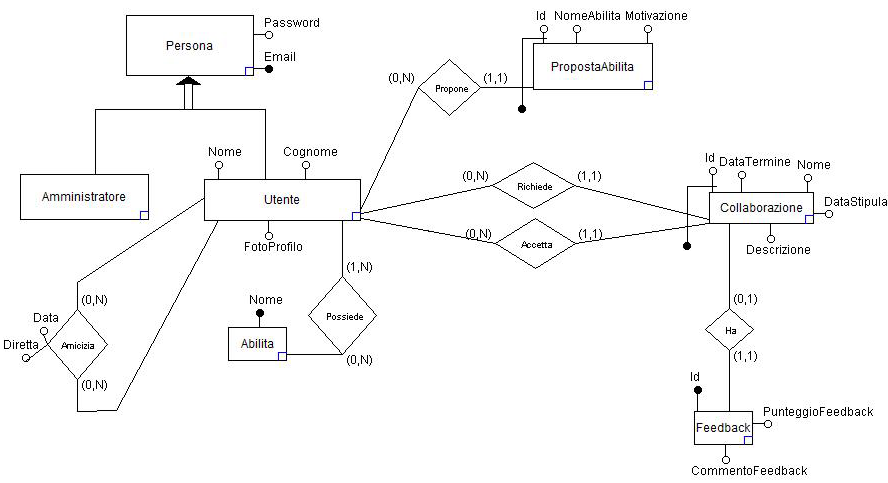 Password
Persona
Email
Id
NomeAbilita
Motivazione
PropostaAbilita
(0,N)
Propone
(1,1)
Nome
Cognome
Amministratore
Utente
FotoProfilo
(0,N)
Richiede
(1,1)
(0,N)
Accetta
(1,1)
Id
DataTermine
Nome
Collaborazione
DataStipula
Descrizione
(0,N)
Data
Diretta
Amicizia
(0,N)
(1,N)
Nome
Possiede
Abilita
(0,N)
(0,1)
Ha
(1,1)
Id
PunteggioFeedback
Feedback
CommentoFeedback